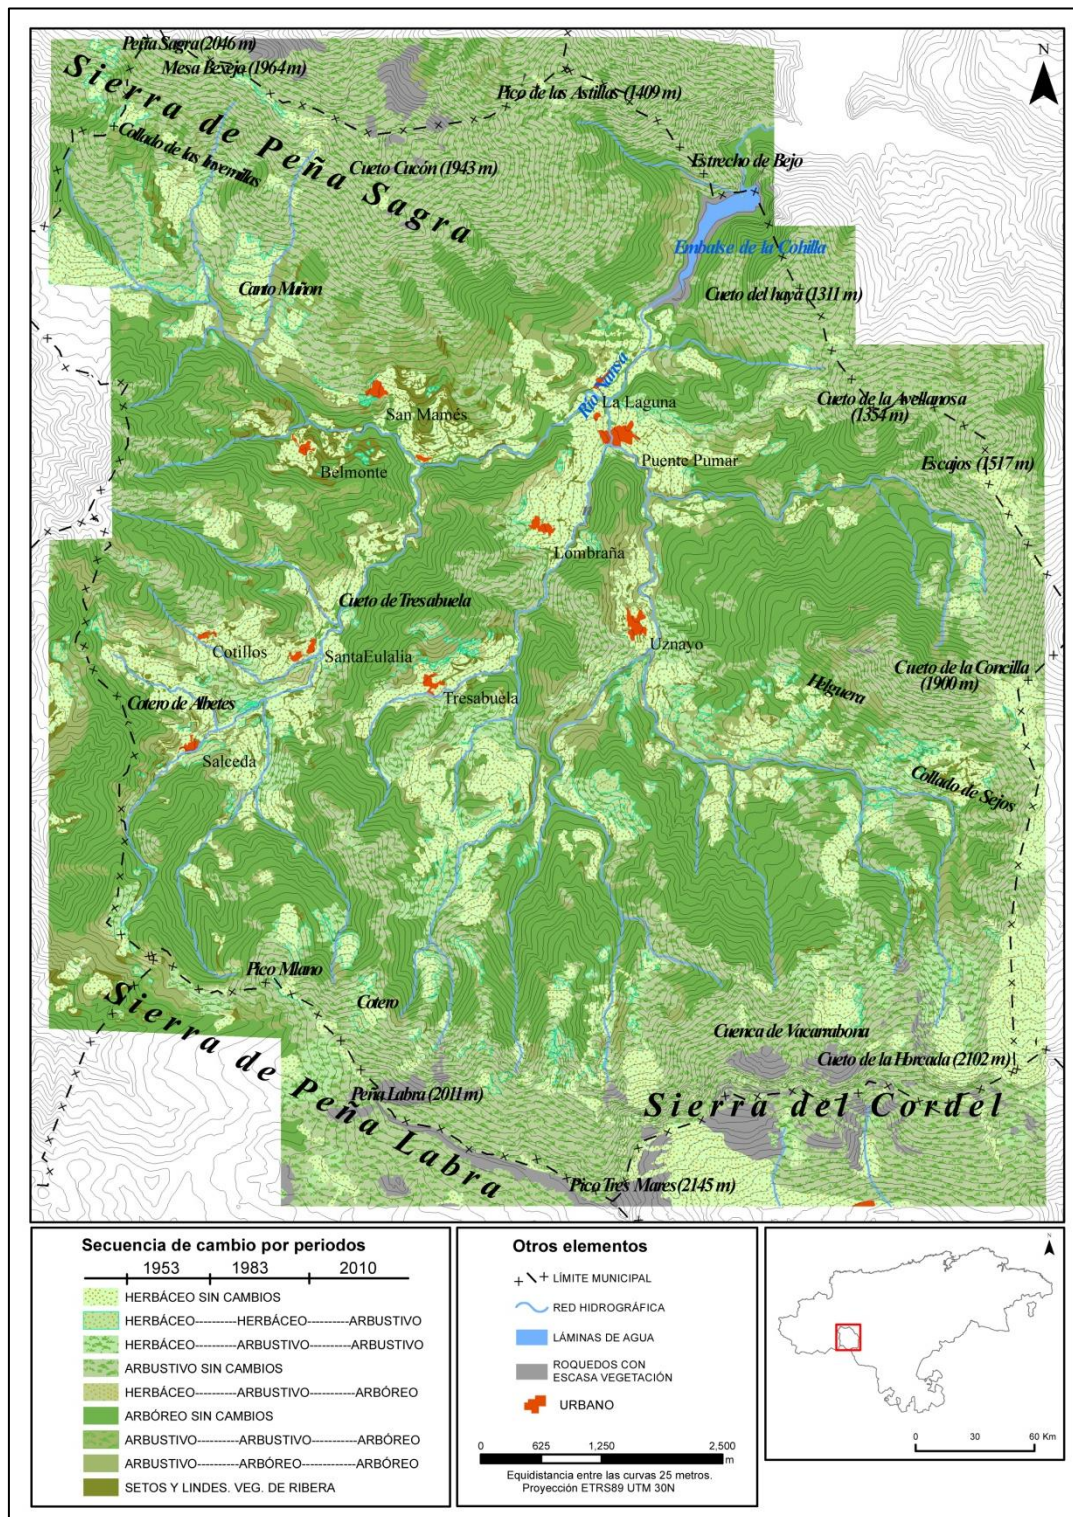 Peña Sagra (2046 m)
Mesa Bexejo (1964 m)
Sierra de Peña Sagra
Collado de las Invernillas
Pico de las Astillas (1409 m)
N
Cueto Cucón (1943 m)
Estrecho de Bejo
Embalse de la Cohilla
Canto Muñon
Cueto del haya (1311 m)
Río Nansa
San Mamés
La Laguna
Cueto de la Avellanosa
(1354 m)
Belmonte
Puente Pumar
Escajos (1517 m)
Lombraña
Cueto de Tresabuela
Cotillos
SantaEulalia
Uznayo
Cueto de la Concilla
(1900 m)
Cotero de Albetes
Tresabuela
Helguera
Salceda
Collado de Sejos
Pico Milano
Cotero
Sierra de Peña Labra
Cuenca de Vacarrabona
Cueto de la Horcada (2102 m)
Peña Labra (2011 m)
Sierra del Cordel
Pico Tres Mares (2145 m)
Secuencia de cambio por periodos
1953 1983 2010
HERBÁCEO SIN CAMBIOS
HERBÁCEO----------HERBÁCEO----------ARBUSTIVO
HERBÁCEO----------ARBUSTIVO----------ARBUSTIVO
ARBUSTIVO SIN CAMBIOS
HERBÁCEO----------ARBUSTIVO----------ARBÓREO
ARBÓREO SIN CAMBIOS
ARBUSTIVO----------ARBUSTIVO----------ARBÓREO
ARBUSTIVO----------ARBÓREO----------ARBÓREO
SETOS Y LINDES. VEG. DE RIBERA
Otros elementos
LÍMITE MUNICIPAL
RED HIDROGRÁFICA
LÁMINAS DE AGUA
ROQUEDOS CON
ESCASA VEGETACIÓN
URBANO
0 625 1,250 2,500
m
Equidistancia entre las curvas 25 metros.
Proyección ETRS89 UTM 30N
N
0 30 60 Km